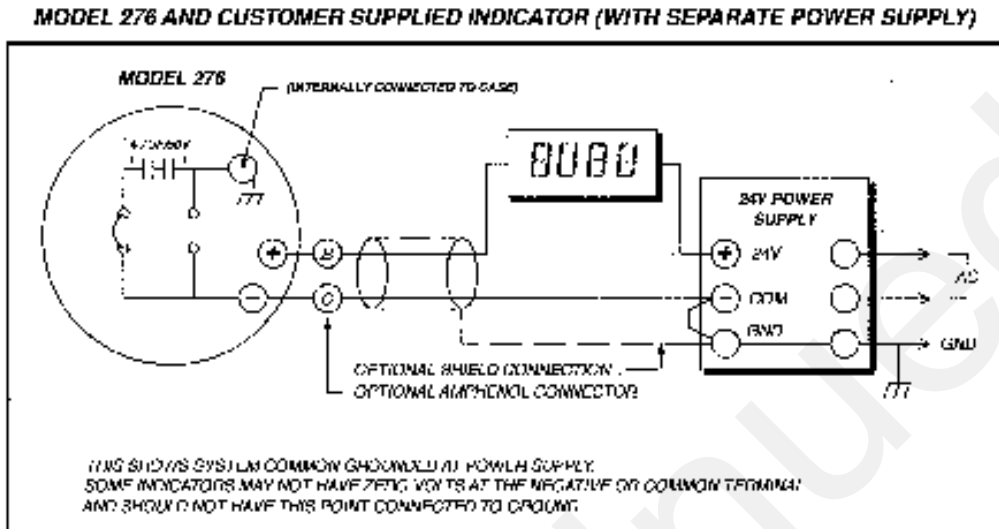 MODEL 276 AND CUSTOMER SUPPLIED INDICATOR (WITH SEPARATE POWER SUPPLY)
MODEL 276
(INTERNALLY CONNECTED TO CASE)
24V POWER
SUPPLY
+ B + 24V
AC
- C - COM
GND
GND
OPTIONAL SHIELD CONNECTION
OPTIONAL AMPHENOL CONNECTOR
THIS SHOWS SYSTEM COMMON GROUNDED AT POWER SUPPLY.
SOME INDICATORS MAY NOT HAVE ZERO VOLTS AT THE NEGATIVE OR COMMON TERMINAL
AND SHOULD NOT HAVE THIS POINT CONNECTED TO GROUND